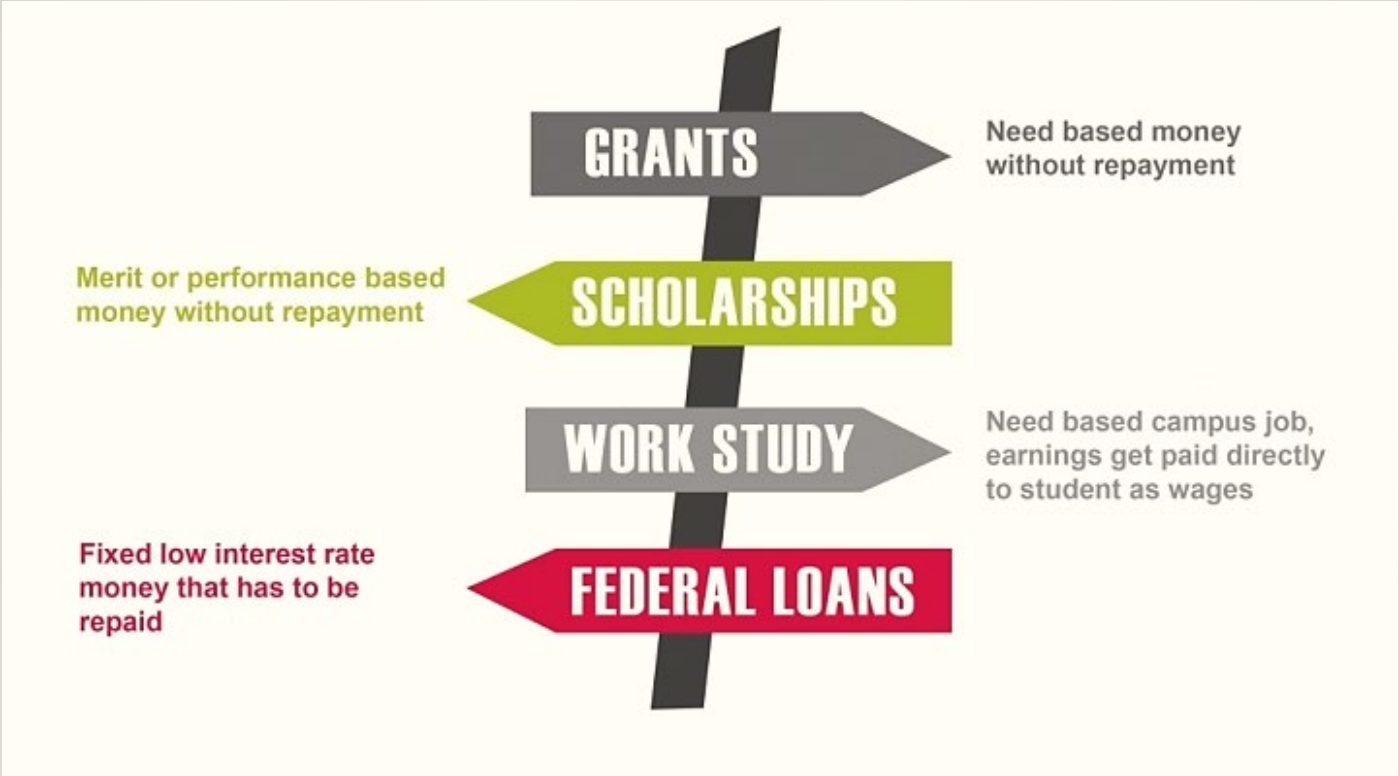 GRANTS
Need based money
without repayment
Merit or performance based
money without repayment
SCHOLARSHIPS
WORK STUDY
Need based campus job,
earnings get paid directly
to student as wages
Fixed low interest rate
money that has to be
repaid
FEDERAL LOANS